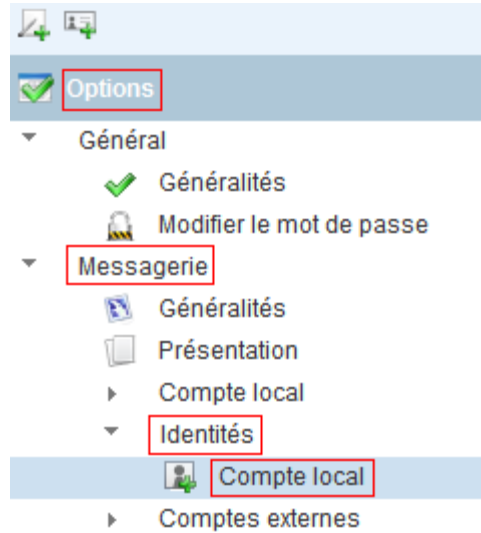 Options
Général
Généralités
Modifier le mot de passe
Messagerie
Généralités
Présentation
Compte local
Identités
Compte local
Comptes externes